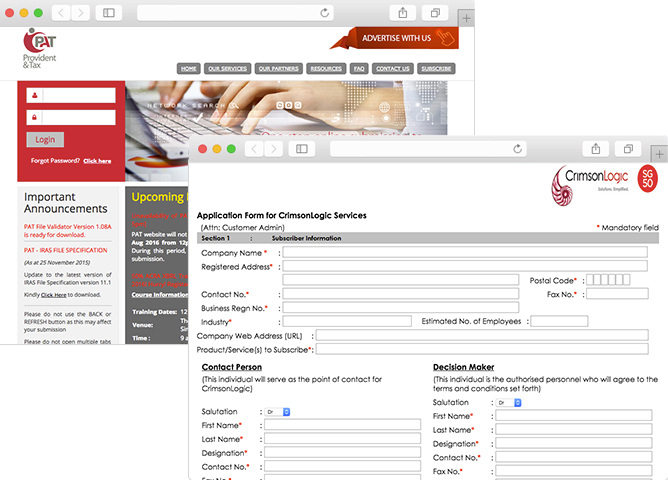 PAT
Provident
& Tax
ADVERTISE WITH US
HOME
OUR SERVICES
OUR PARTNERS
RESOURCES
FAQ
CONTACT US
SUBSCRIBE
Login
Forgot Password? Click here
NETWORK SEARCH
Important
Announcements
PAT File Validator Version 1.08A
is ready for download.
PAT - IRAS FILE SPECIFICATION
(As at 25 November 2015)
Update to the latest version of
IRAS File Specification version 11.1
Kindly Click Here to download.
Please do not use the BACK or
REFRESH button as this may affect
your submission
Please do not open multiple tabs
Upcoming
PAT website will not
Aug 2016 from 12p
During this period,
submission.
Course Information
Training Dates: 12
Venue: The
Sin
Time : 9 a
CrimsonLogic
Solutions, Simplified.
SG
50
Application Form for CrimsonLogic Services
(Attn: Customer Admin)
* Mandatory field
Section 1 : Subscriber Information
Company Name * :
Registered Address* :
Postal Code* :
Contact No.* :
Fax No.* :
Business Regn No.* :
Industry* :
Estimated No. of Employees :
Company Web Address (URL) :
Product/Service(s) to Subscribe*:
Contact Person
(This individual will serve as the point of contact for
CrimsonLogic)
Salutation : Dr
First Name* :
Last Name* :
Designation* :
Contact No.* :
Fax No.* :
Decision Maker
(This individual is the authorised personnel who will agree to the
terms and conditions set forth)
Salutation : Dr
First Name* :
Last Name* :
Designation* :
Contact No.* :
Fax No.* :